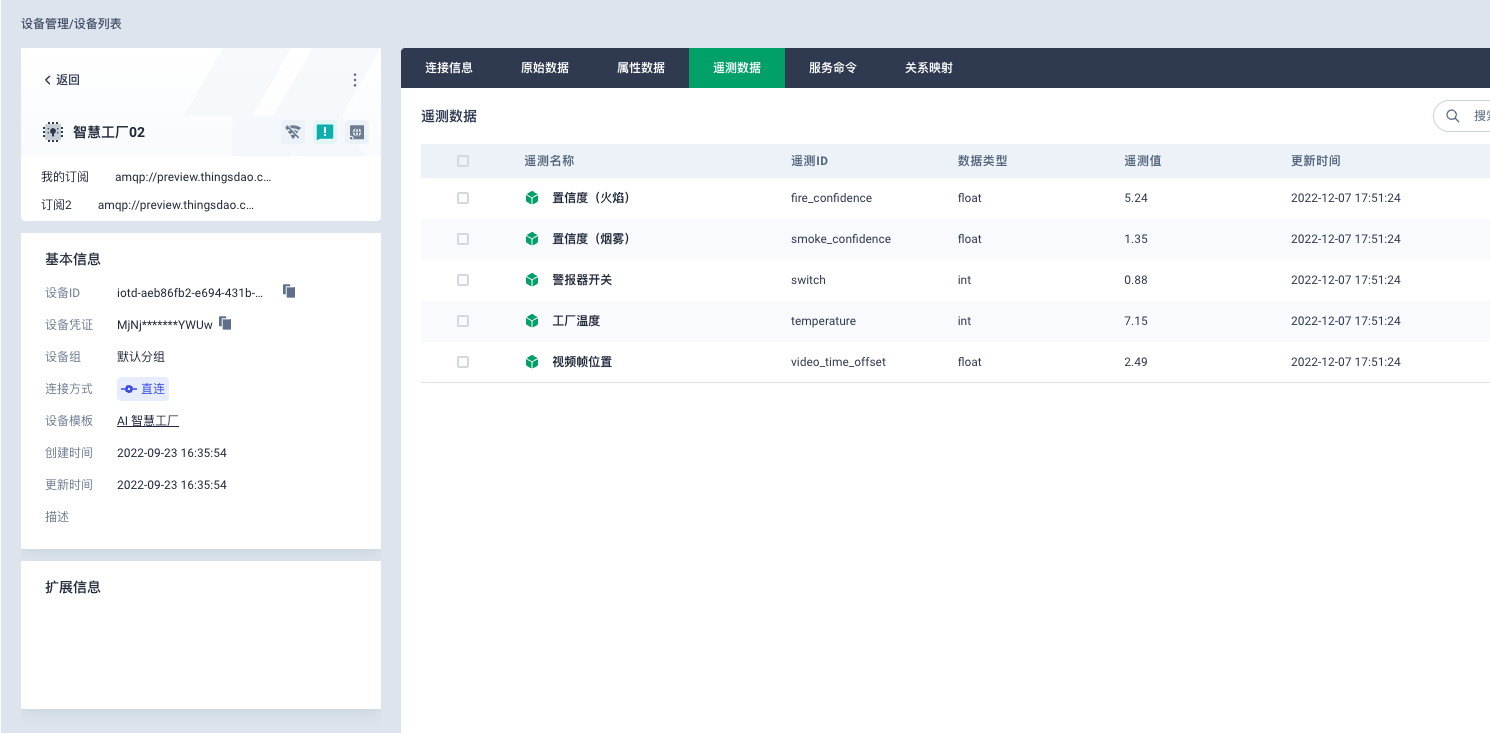 设备管理/设备列表
返回
智慧工厂02
我的订阅 amqp://preview.thingsdao.c...
订阅2 amqp://preview.thingsdao.c...
基本信息
设备ID iotd-aeb86fb2-e694-431b-...
设备凭证 MjNj*******YWUw
设备组 默认分组
连接方式 直连
设备模板 AI 智慧工厂
创建时间 2022-09-23 16:35:54
更新时间 2022-09-23 16:35:54
描述
扩展信息
连接信息 原始数据 属性数据 遥测数据 服务命令 关系映射
遥测数据
遥测名称 遥测ID 数据类型 遥测值 更新时间
置信度（火焰） fire_confidence float 5.24 2022-12-07 17:51:24
置信度（烟雾） smoke_confidence float 1.35 2022-12-07 17:51:24
警报器开关 switch int 0.88 2022-12-07 17:51:24
工厂温度 temperature int 7.15 2022-12-07 17:51:24
视频帧位置 video_time_offset float 2.49 2022-12-07 17:51:24